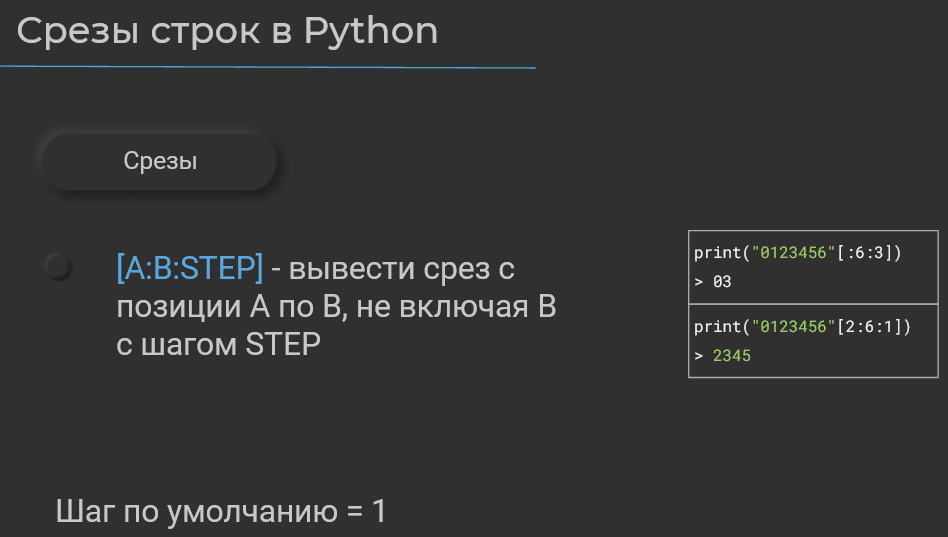 Срезы строк в Python
Срезы
[A:B:STEP] - вывести срез с
позиции A по B, не включая B
с шагом STEP
print("0123456"[:6:3])
> 03
print("0123456"[2:6:1])
> 2345
Шаг по умолчанию = 1